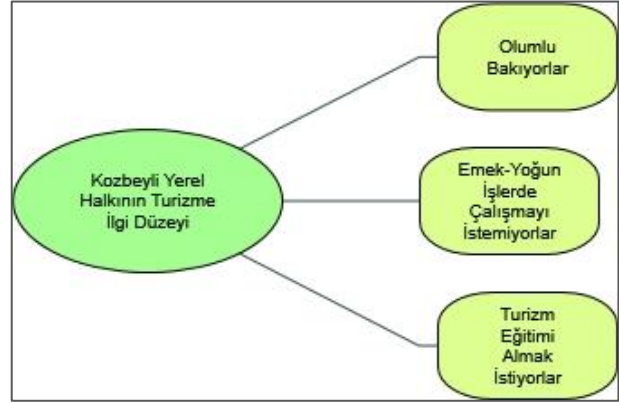 Kozbeyli Yerel
Halkının Turizme
İlgi Düzeyi
Olumlu
Bakıyorlar
Emek-Yoğun
İşlerde
Çalışmayı
İstemiyorlar
Turizm
Eğitimi
Almak
İstiyorlar